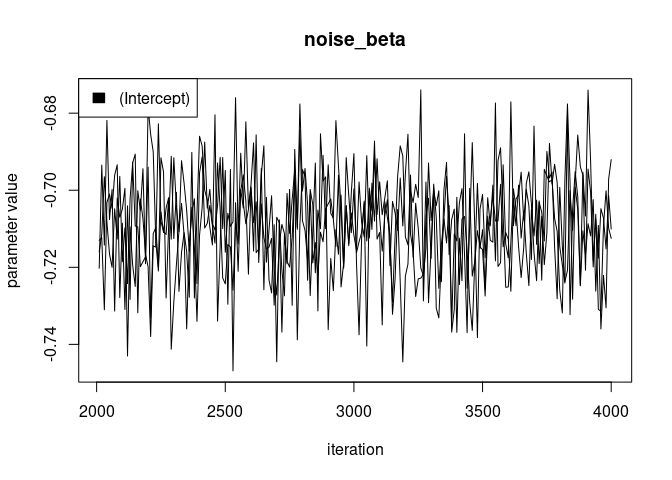 noise_beta
(Intercept)
parameter value
-0.68
-0.70
-0.72
-0.74
2000 2500 3000 3500 4000
iteration